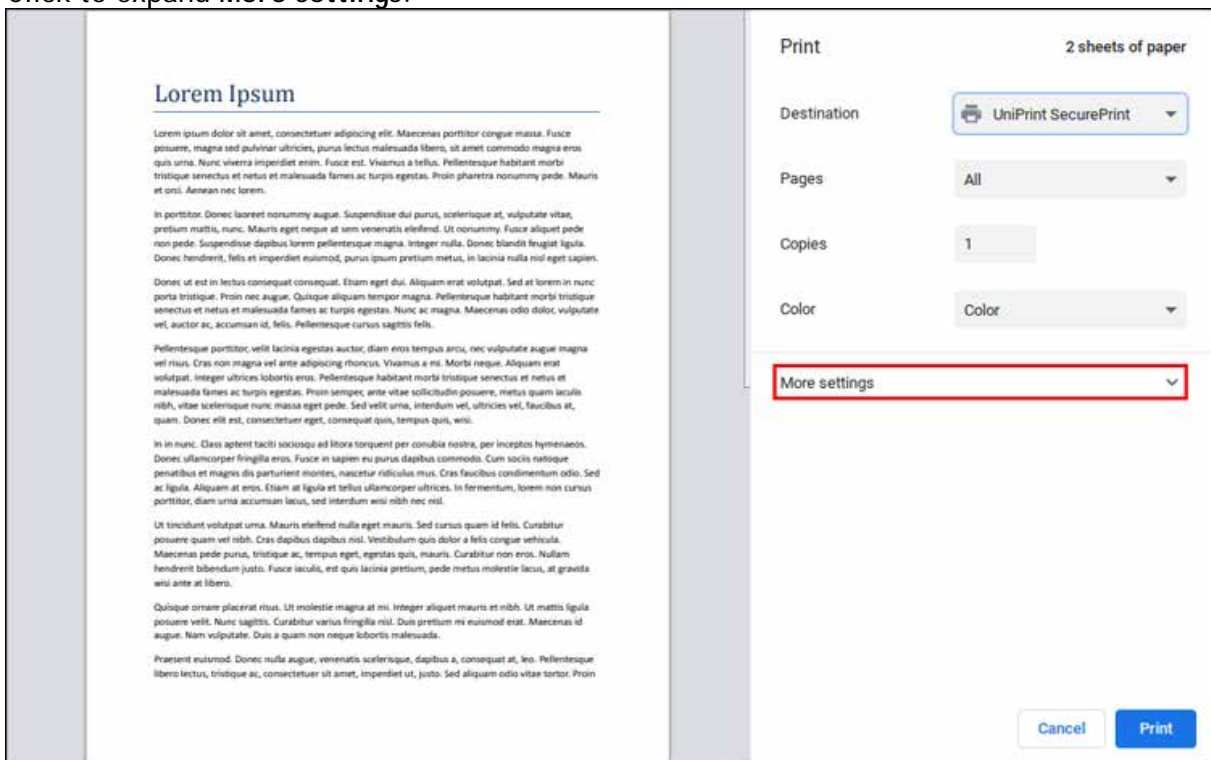 Click to expand More settings.
Print
2 sheets of paper
Lorem Ipsum
Destination
UniPrint SecurePrint
Lorem ipsum dolor sit amet, consectetuer adipiscing elit. Maecenas porttitor congue massa. Fusce
posuere, magna sed pulvinar ultricies, purus lectus malesuada libero, sit amet commodo magna eros
quis urna. Nunc viverra imperdiet enim. Fusce est. Vivamus a tellus. Pellentesque habitant morbi
tristique senectus et netus et malesuada fames ac turpis egestas. Proin pharetra nonummy pede. Mauris
et orci. Aenean nec lorem.
Pages
All
In porttitor. Donec laoreet nonummy augue. Suspendisse dui purus, scelerisque at, vulputate vitae,
pretium mattis, nunc. Mauris eget neque at sem venenatis eleifend. Ut nonummy. Fusce aliquet pede
non pede. Suspendisse dapibus lorem pellentesque magna. Integer nulla. Donec blandit feugiat ligula.
Donec hendrerit, felis et imperdiet euismod, purus ipsum pretium metus, in lacinia nulla nisl eget sapien.
Copies
1
Donec ut est in lectus consequat consequat. Etiam eget dui. Aliquam erat volutpat. Sed at lorem in nunc
porta tristique. Proin nec augue. Quisque aliquam tempor magna. Pellentesque habitant morbi tristique
senectus et netus et malesuada fames ac turpis egestas. Nunc ac magna. Maecenas odio dolor, vulputate
vel, auctor ac, accumsan id, felis. Pellentesque cursus sagittis felis.
Color
Color
Pellentesque porttitor, velit lacinia egestas auctor, diam eros tempus arcu, nec vulputate augue magna
vel risus. Cras non magna vel ante adipiscing rhoncus. Vivamus a mi. Morbi neque. Aliquam erat
volutpat. Integer ultrices lobortis eros. Pellentesque habitant morbi tristique senectus et netus et
malesuada fames ac turpis egestas. Proin semper, ante vitae sollicitudin posuere, metus quam iaculis
nibh, vitae scelerisque nunc massa eget pede. Sed velit urna, interdum vel, ultricies vel, faucibus at,
quam. Donec elit est, consectetuer eget, consequat quis, tempus quis, wisi.
More settings
In in nunc. Class aptent taciti sociosqu ad litora torquent per conubia nostra, per inceptos hymenaeos.
Donec ullamcorper fringilla eros. Fusce in sapien eu purus dapibus commodo. Cum sociis natoque
penatibus et magnis dis parturient montes, nascetur ridiculus mus. Cras faucibus condimentum odio. Sed
ac ligula. Aliquam at eros. Etiam at ligula et tellus ullamcorper ultrices. In fermentum, lorem non cursus
porttitor, diam urna accumsan lacus, sed interdum wisi nibh nec nisl.
Ut tincidunt volutpat urna. Mauris eleifend nulla eget mauris. Sed cursus quam id felis. Curabitur
posuere quam vel nibh. Cras dapibus dapibus nisl. Vestibulum quis dolor a felis congue vehicula.
Maecenas pede purus, tristique ac, tempus eget, egestas quis, mauris. Curabitur non eros. Nullam
hendrerit bibendum justo. Fusce iaculis, est quis lacinia pretium, pede metus molestie lacus, at gravida
wisi ante at libero.
Quisque ornare placerat risus. Ut molestie magna at mi. Integer aliquet mauris et nibh. Ut mattis ligula
posuere velit. Nunc sagittis. Curabitur varius fringilla nisl. Duis pretium mi euismod erat. Maecenas id
augue. Nam vulputate. Duis a quam non neque lobortis malesuada.
Praesent euismod. Donec nulla augue, venenatis scelerisque, dapibus a, consequat at, leo. Pellentesque
libero lectus, tristique ac, consectetuer sit amet, imperdiet ut, justo. Sed aliquam odio vitae tortor. Proin
Cancel
Print